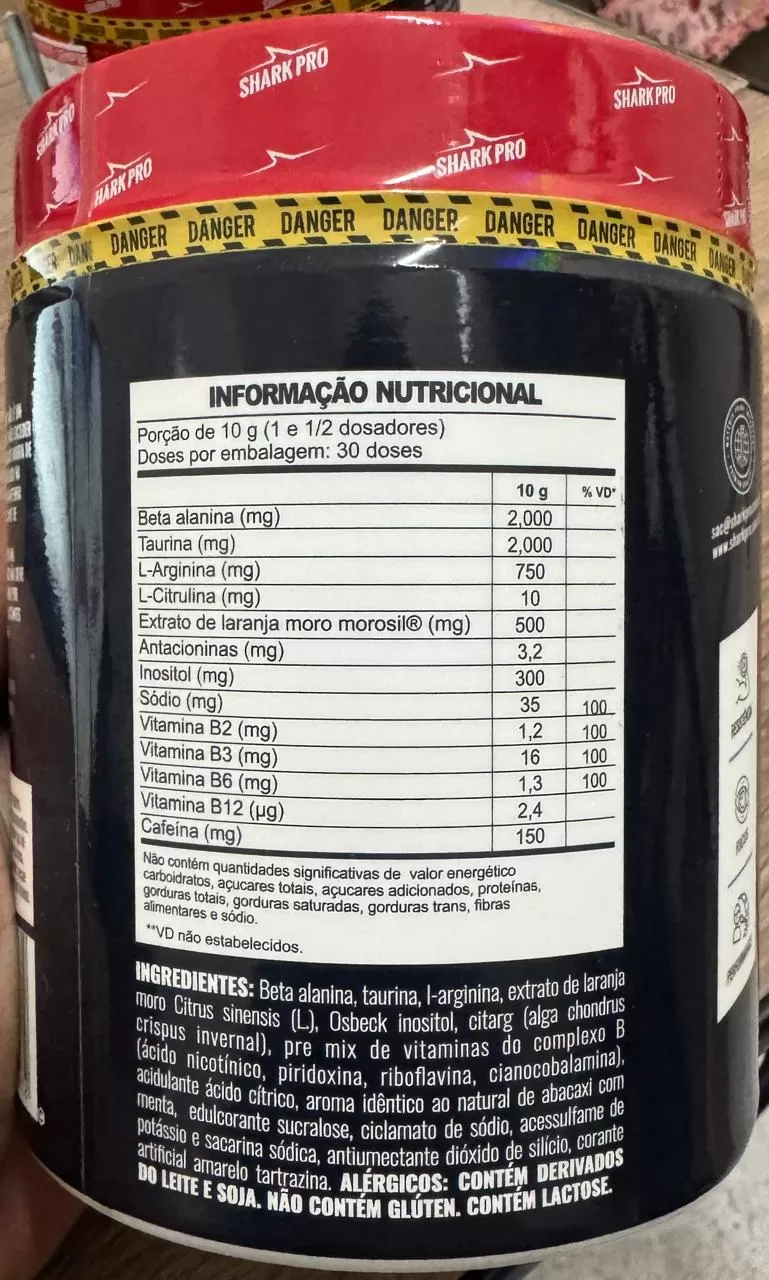 SHARK PRO
SHARK PRO
SHARK PRO
HARK PRO
SHARK PRO
DANGER DANGER DANGER DANGER DANGER DANGER DANGER DANGER
INFORMAÇÃO NUTRICIONAL
Porção de 10 g (1 e 1/2 dosadores)
Doses por embalagem: 30 doses
10 g % VD*
Beta alanina (mg) 2,000
Taurina (mg) 2,000
L-Arginina (mg) 750
L-Citrulina (mg) 10
Extrato de laranja moro morosil® (mg) 500
Antacioninas (mg) 3,2
Inositol (mg) 300
Sódio (mg) 35 100
Vitamina B2 (mg) 1,2 100
Vitamina B3 (mg) 16 100
Vitamina B6 (mg) 1,3 100
Vitamina B12 (µg) 2,4
Cafeína (mg) 150
Não contém quantidades significativas de valor energético
carboidratos, açucares totais, açucares adicionados, proteínas,
gorduras totais, gorduras saturadas, gorduras trans, fibras
alimentares e sódio.
**VD não estabelecidos.
INGREDIENTES: Beta alanina, taurina, l-arginina, extrato de laranja
moro Citrus sinensis (L), Osbeck inositol, citarg (alga chondrus
crispus invernal), pre mix de vitaminas do complexo B
(ácido nicotínico, piridoxina, riboflavina, cianocobalamina),
acidulante ácido cítrico, aroma idêntico ao natural de abacaxi com
menta, edulcorante sucralose, ciclamato de sódio, acessulfame de
potássio e sacarina sódica, antiumectante dióxido de silício, corante
artificial amarelo tartrazina. ALÉRGICOS: CONTÉM DERIVADOS
DO LEITE E SOJA. NÃO CONTÉM GLÚTEN. CONTÉM LACTOSE.